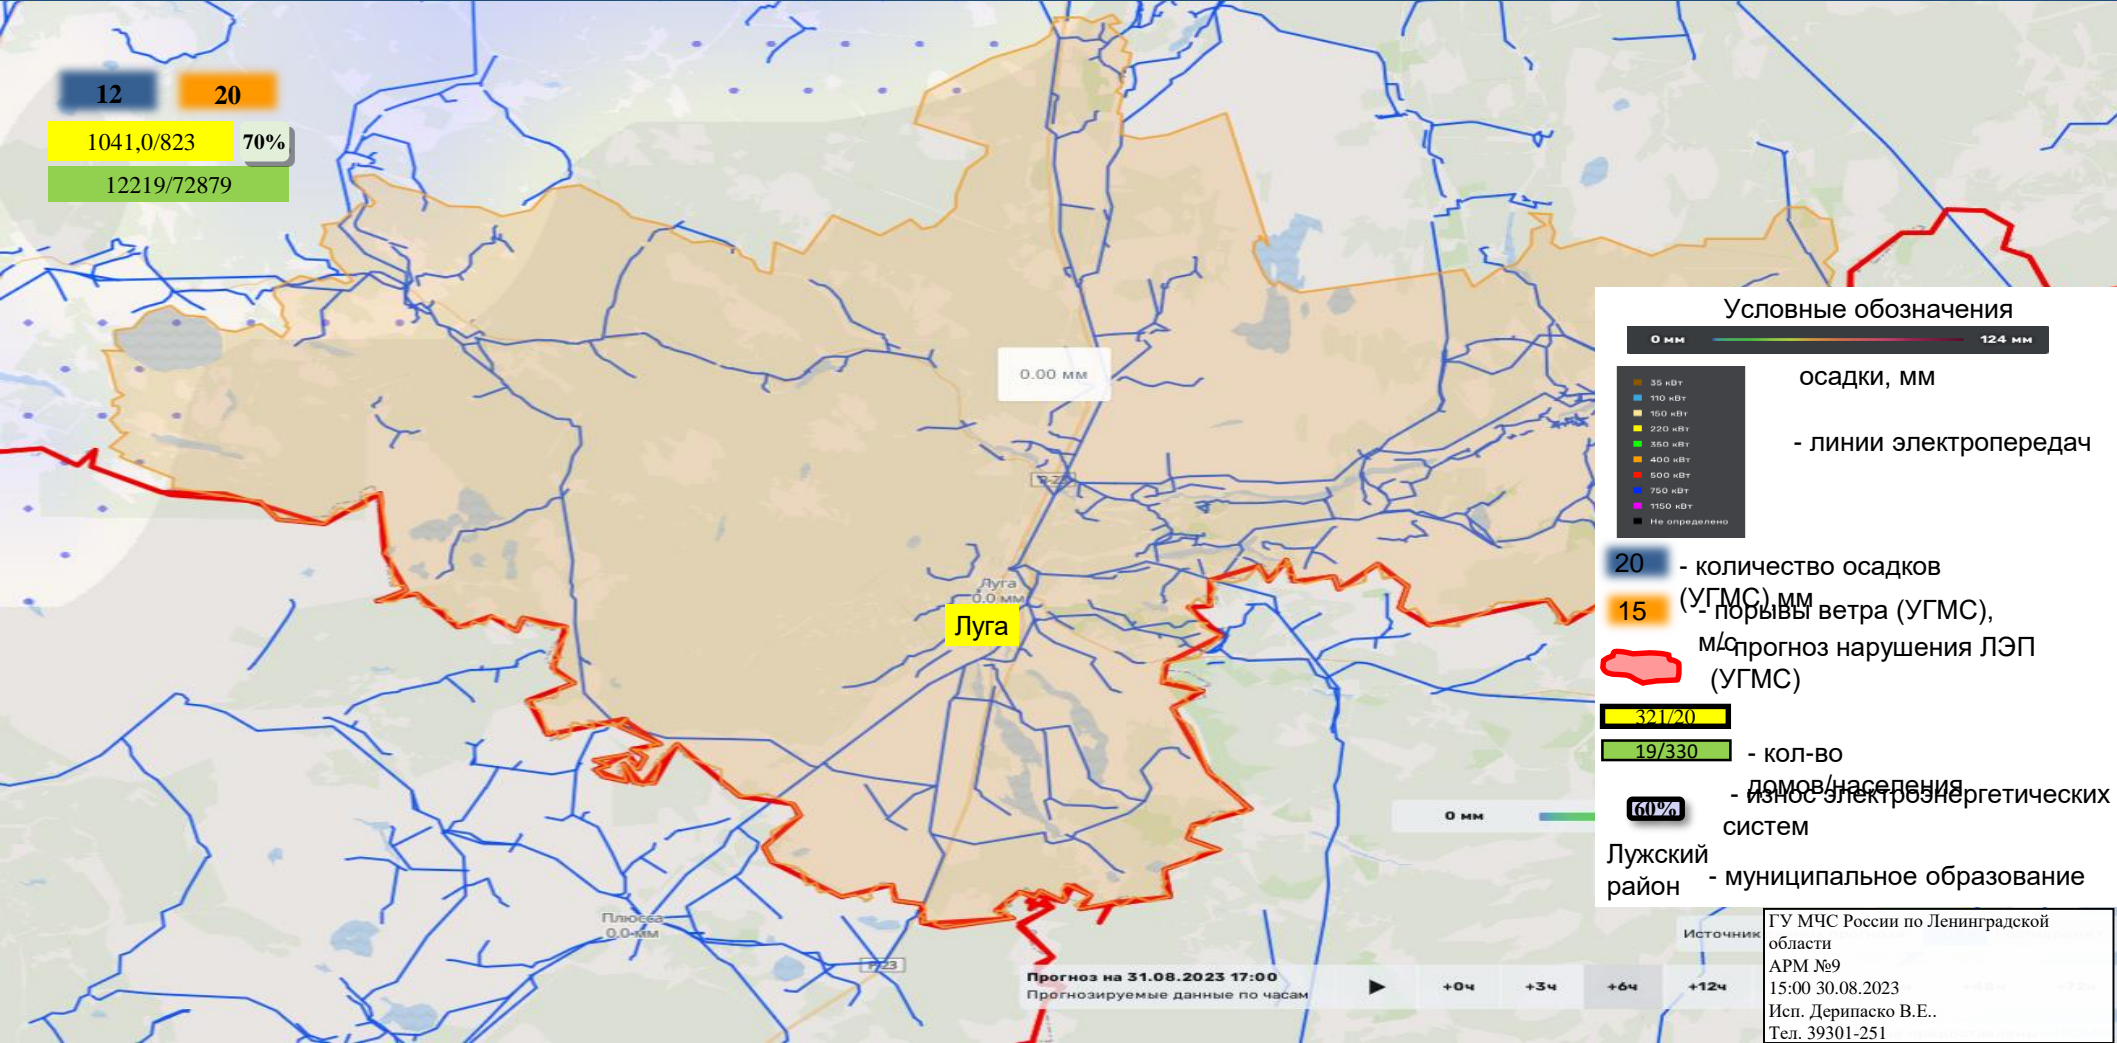 12
20
1041,0/823
70%
12219/72879
0.00 мм
Луга
0.0 мм
Луга
Плюсса
0.0 мм
P-23
0 мм
Источник
Прогноз на 31.08.2023 17:00
Прогнозируемые данные по часам
+0ч
+3ч
+6ч
+12ч
Условные обозначения
0 мм
124 мм
осадки, мм
35 кВт
110 кВт
150 кВт
220 кВт
350 кВт
400 кВт
500 кВт
750 кВт
1150 кВт
Не определено
- линии электропередач
20
- количество осадков
(УГМС),мм
15
- порывы ветра (УГМС),
м/с
- прогноз нарушения ЛЭП
(УГМС)
321/20
19/330
- кол-во
домов/населения
60%
- износ электроэнергетических
систем
Лужский
район
- муниципальное образование
ГУ МЧС России по Ленинградской
области
АРМ №9
15:00 30.08.2023
Исп. Дерипаско В.Е..
Тел. 39301-251